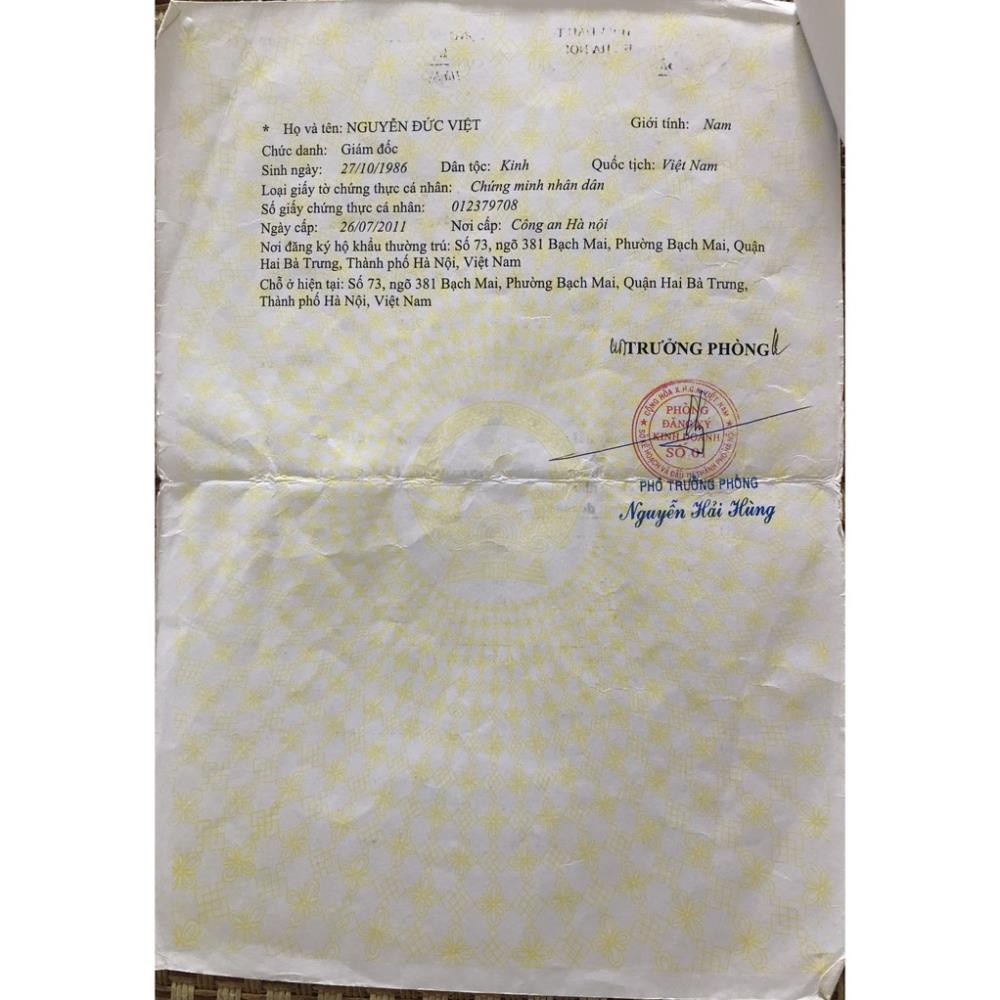 * Họ và tên: NGUYỄN ĐỨC VIỆT Giới tính: Nam
Chức danh: Giám đốc
Sinh ngày: 27/10/1986 Dân tộc: Kinh Quốc tịch: Việt Nam
Loại giấy tờ chứng thực cá nhân: Chứng minh nhân dân
Số giấy chứng thực cá nhân: 012379708
Ngày cấp: 26/07/2011 Nơi cấp: Công an Hà nội
Nơi đăng ký hộ khẩu thường trú: Số 73, ngõ 381 Bạch Mai, Phường Bạch Mai, Quận
Hai Bà Trưng, Thành phố Hà Nội, Việt Nam
Chỗ ở hiện tại: Số 73, ngõ 381 Bạch Mai, Phường Bạch Mai, Quận Hai Bà Trưng,
Thành phố Hà Nội, Việt Nam
TRƯỞNG PHÒNG
CỘNG HÒA X.H.C.N VIỆT NAM
PHÒNG
ĐĂNG KÝ
KINH DOANH
SỐ 01
PHÓ TRƯỞNG PHÒNG
Nguyễn Hải Hùng